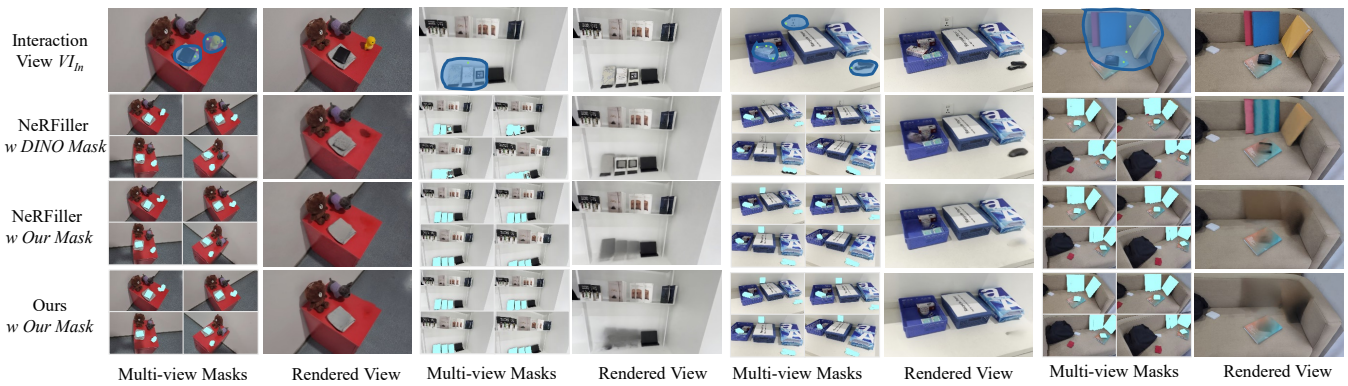 Interaction
View VI_In
NeRFiller
w DINO Mask
NeRFiller
w Our Mask
Ours
w Our Mask
Multi-view Masks Rendered View Multi-view Masks Rendered View Multi-view Masks Rendered View Multi-view Masks Rendered View